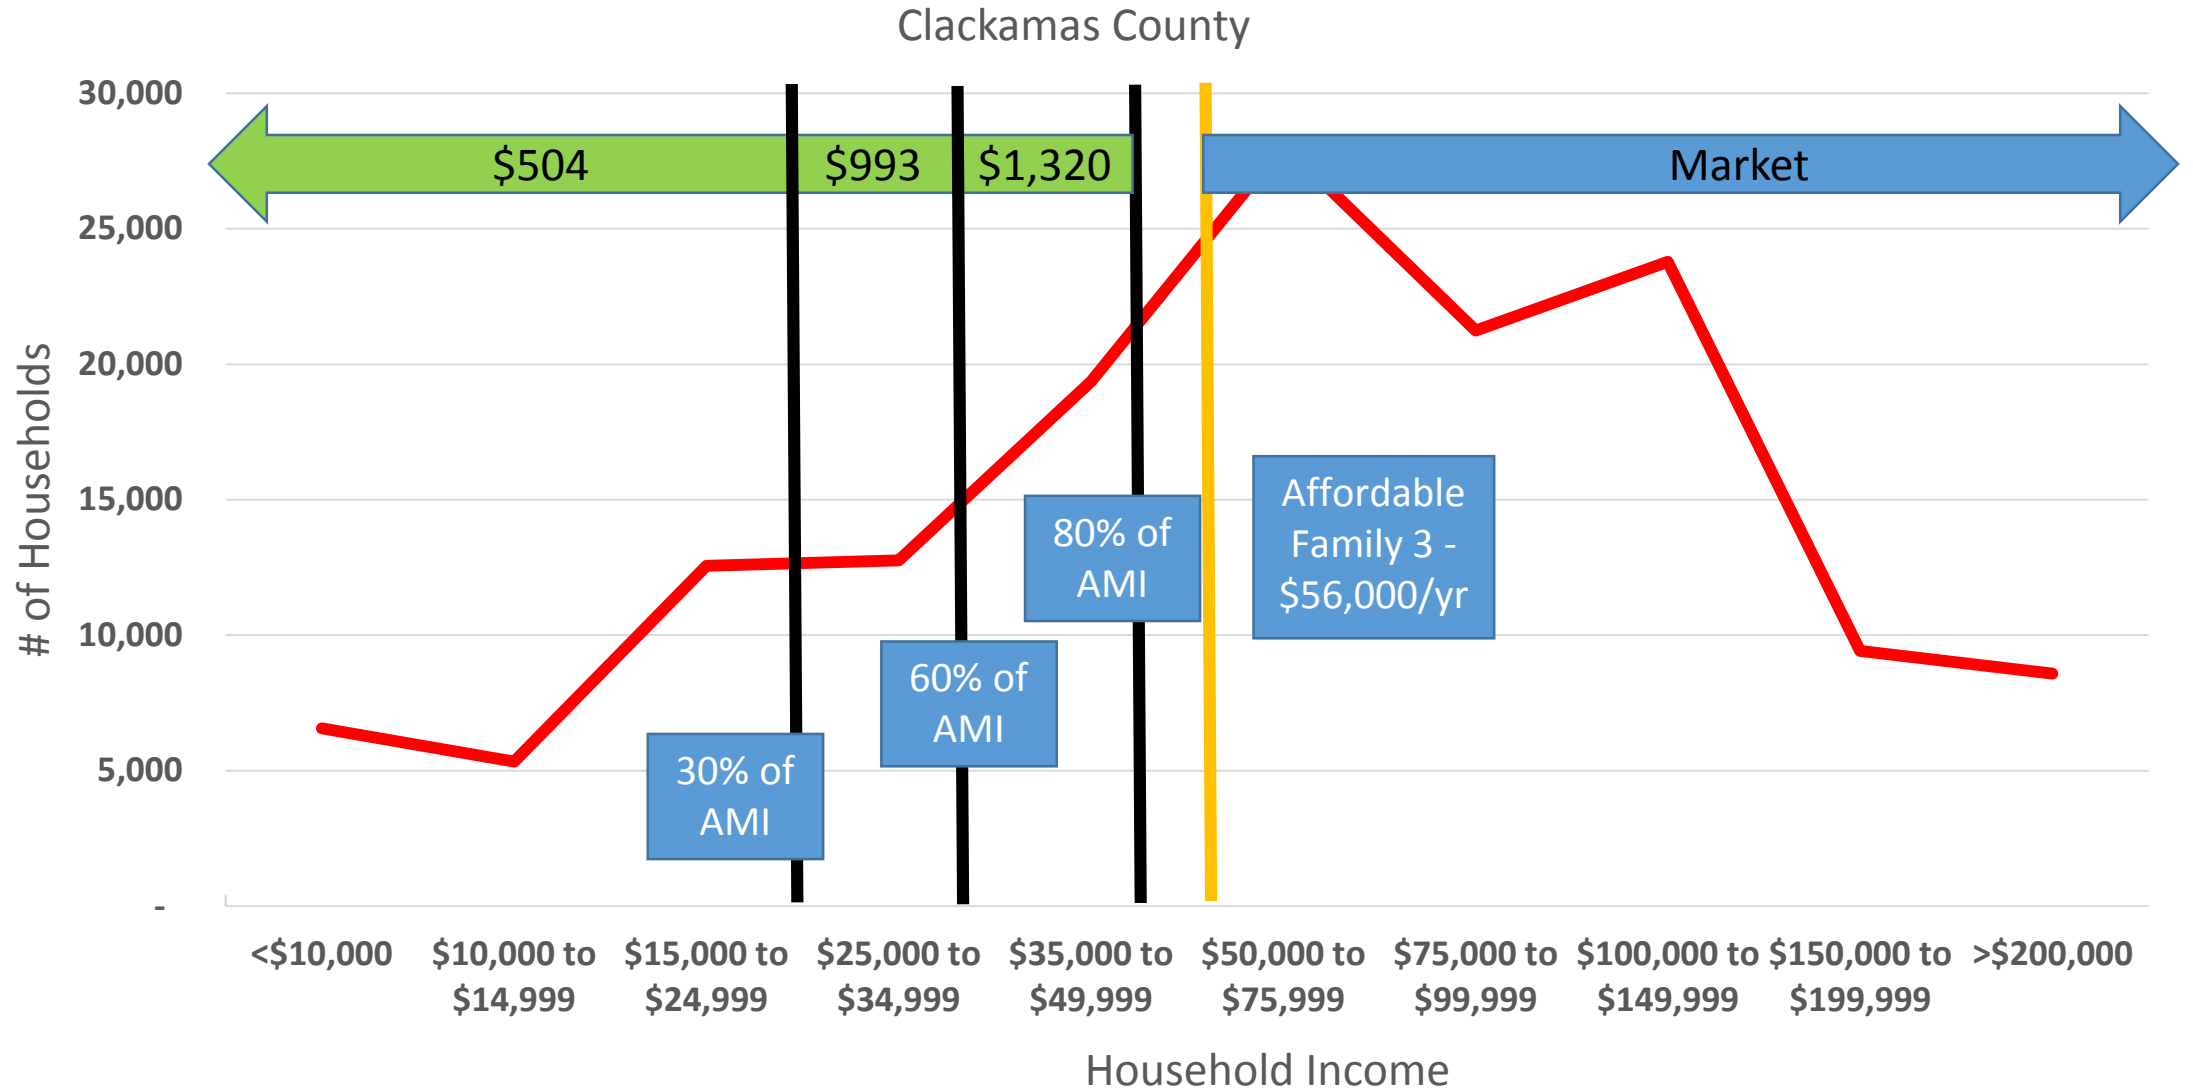 Clackamas County
30,000
25,000
20,000
15,000
10,000
5,000
-
# of Households
$504
$993
$1,320
Market
30% of
AMI
60% of
AMI
80% of
AMI
Affordable
Family 3 -
$56,000/yr
<$10,000
$10,000 to
$14,999
$15,000 to
$24,999
$25,000 to
$34,999
$35,000 to
$49,999
$50,000 to
$75,999
$75,000 to
$99,999
$100,000 to
$149,999
$150,000 to
$199,999
>$200,000
Household Income